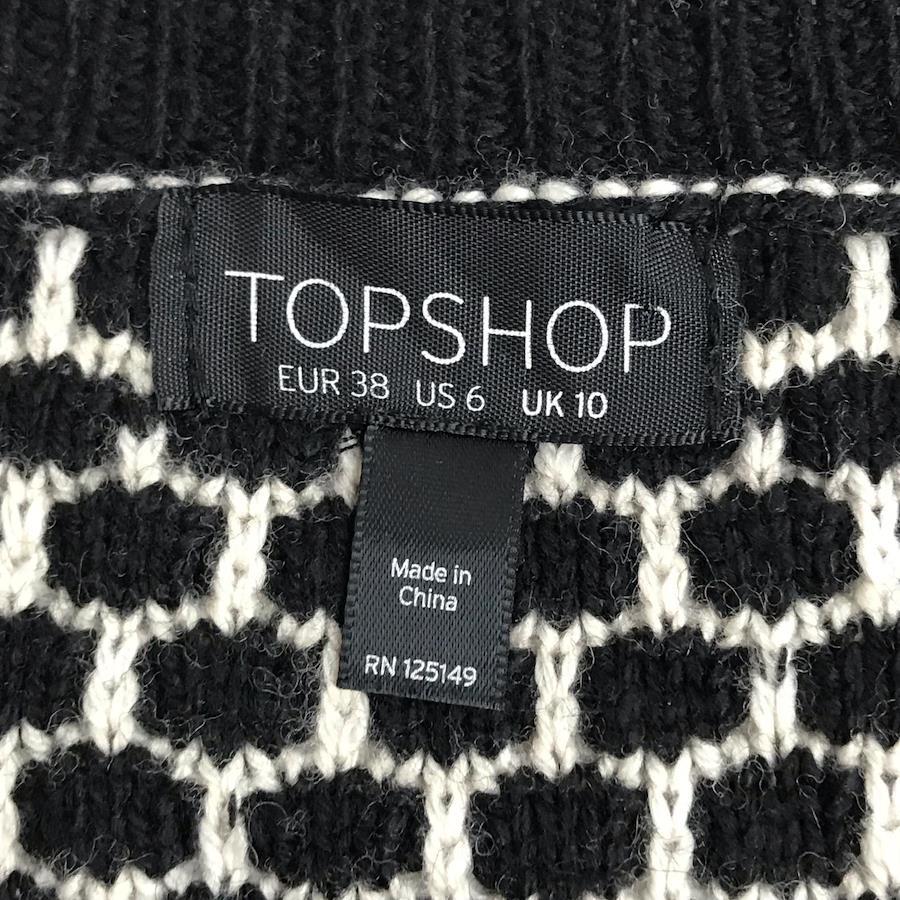 TOPSHOP
EUR 38 US 6 UK 10
Made in
China
RN 125149